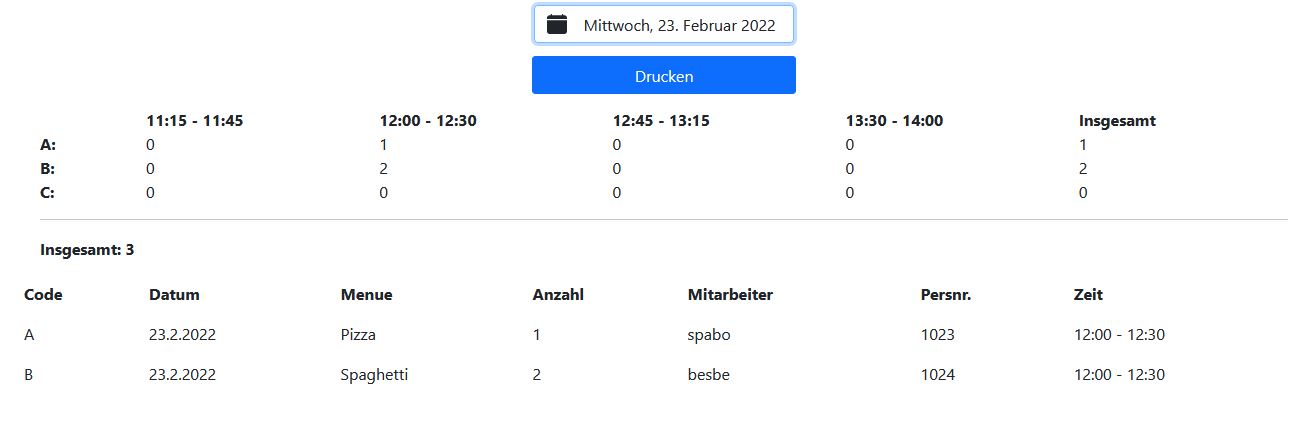 Mittwoch, 23. Februar 2022
Drucken
11:15 - 11:45 12:00 - 12:30 12:45 - 13:15 13:30 - 14:00 Insgesamt
A: 0 1 0 0 1
B: 0 2 0 0 2
C: 0 0 0 0 0
Insgesamt: 3
Code Datum Menue Anzahl Mitarbeiter Persnr. Zeit
A 23.2.2022 Pizza 1 spabo 1023 12:00 - 12:30
B 23.2.2022 Spaghetti 2 besbe 1024 12:00 - 12:30